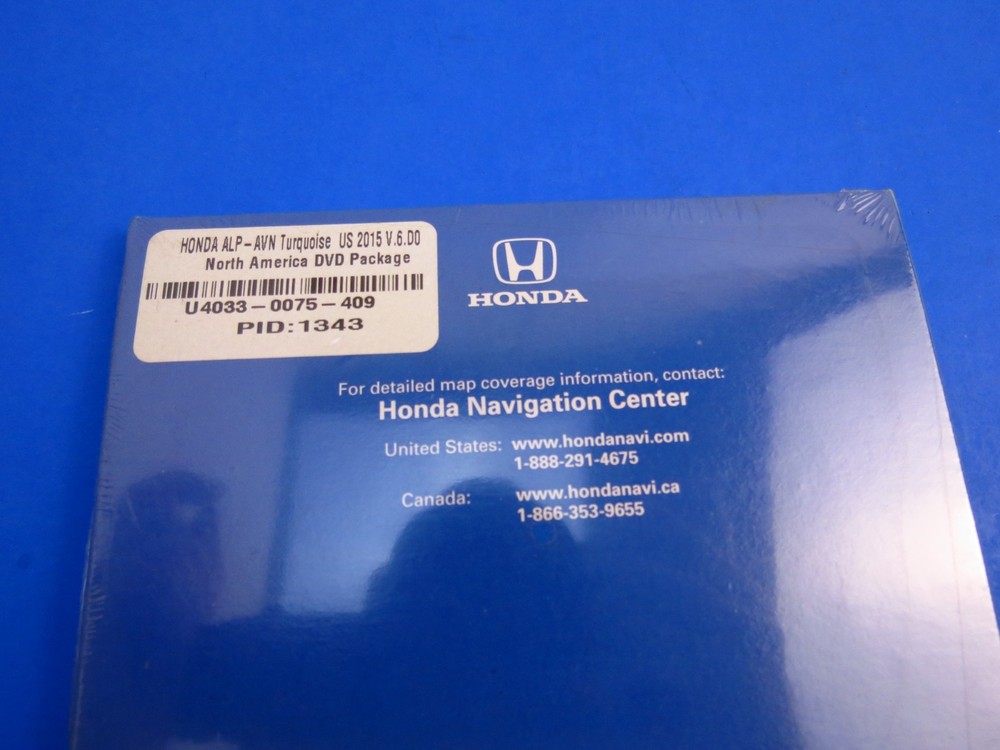 HONDA ALP-AVN Turquoise US 2015 V.6.D0
North America DVD Package
U4033-0075-409
PID:1343
HONDA
For detailed map coverage information, contact:
Honda Navigation Center
United States: www.hondanavi.com
1-888-291-4675
Canada: www.hondanavi.ca
1-866-353-9655